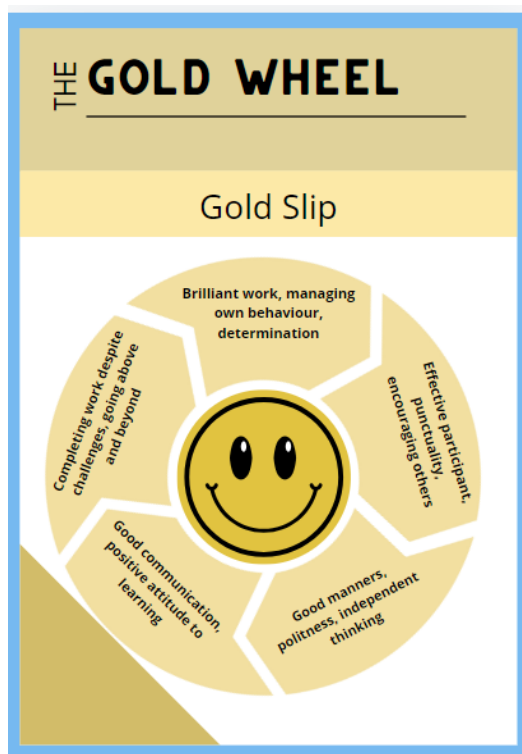 THE GOLD WHEEL
Gold Slip
Brilliant work, managing
own behaviour,
determination
Effective participant,
punctuality,
encouraging others
Good manners,
politness, independent
thinking
Good communication,
positive attitude to
learning
Completing work despite
challenges, going above
and beyond